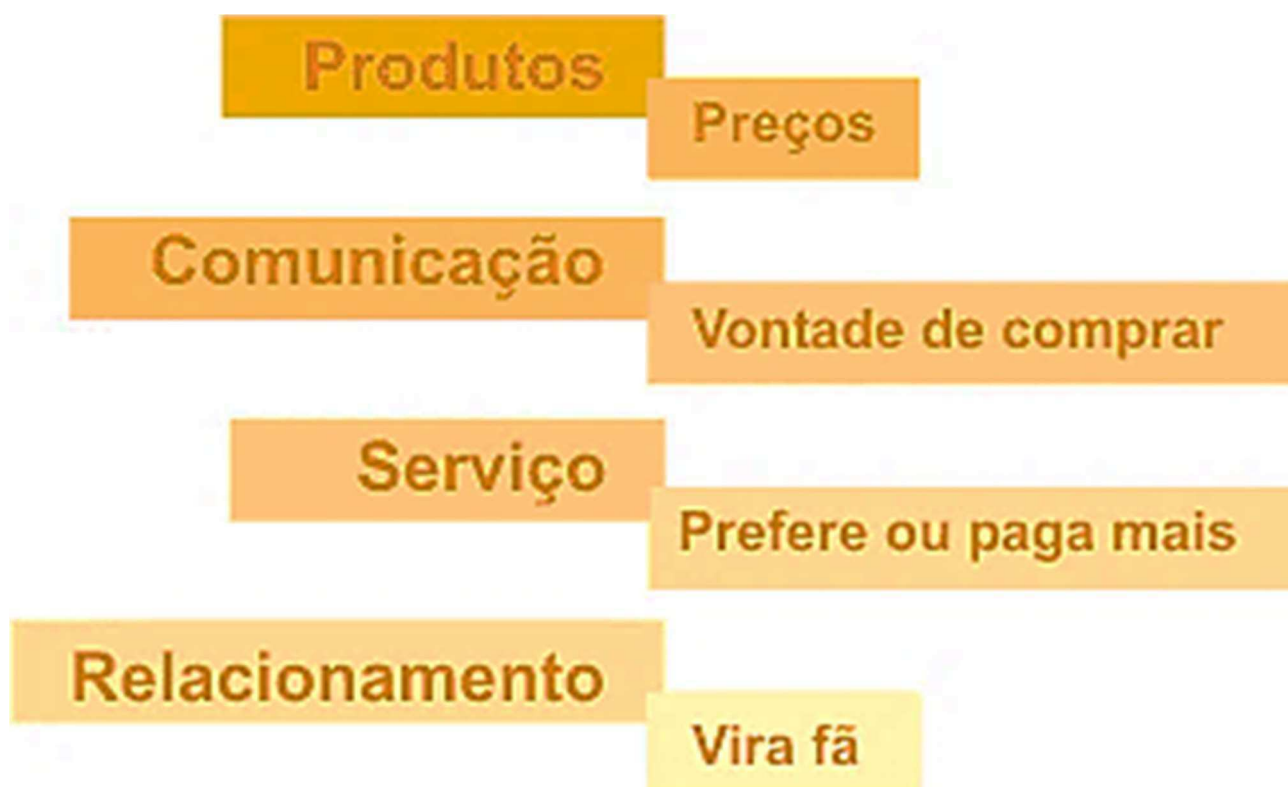 Produtos
Preços
Comunicação
Vontade de comprar
Serviço
Prefere ou paga mais
Relacionamento
Vira fã